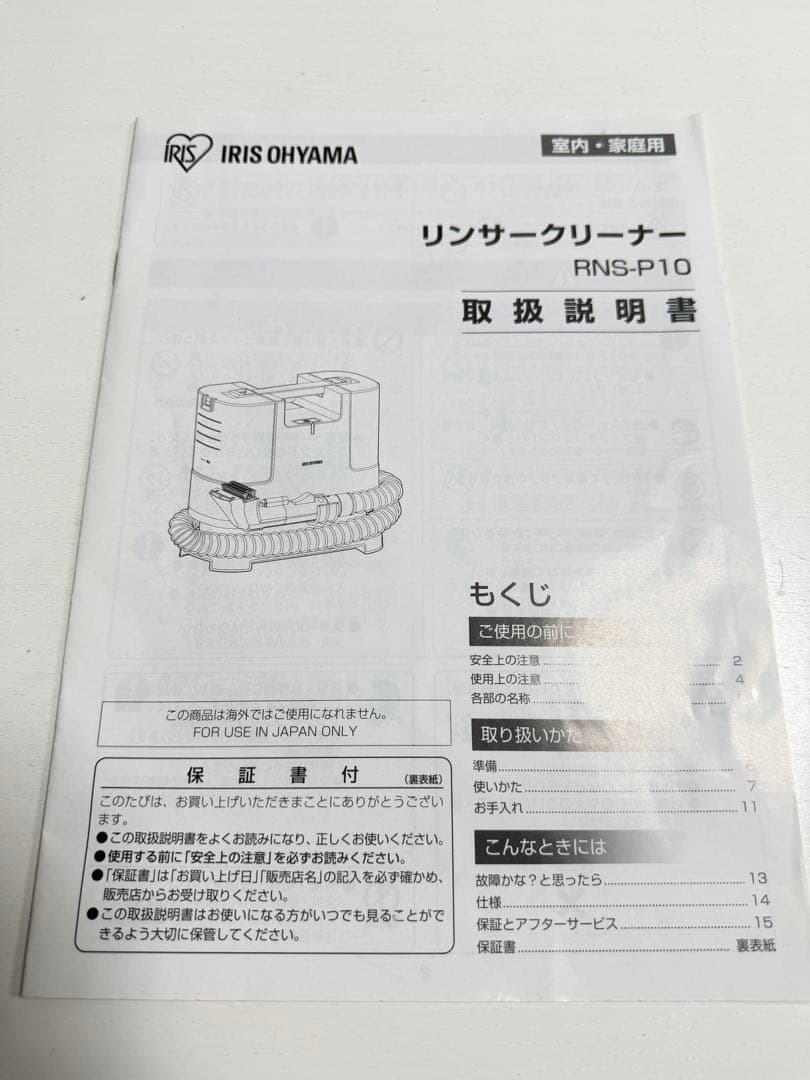 IRIS IRIS OHYAMA
室内・家庭用
リンサークリーナー
RNS-P10
取扱説明書
IRIS OHYAMA
もくじ
ご使用の前に
安全上の注意 2
使用上の注意 4
各部の名称
取り扱いかた
準備 6
使いかた 7
お手入れ 11
こんなときには
故障かな?と思ったら 13
仕様 14
保証とアフターサービス 15
保証書 裏表紙
この商品は海外ではご使用になれません。
FOR USE IN JAPAN ONLY
保証書付 (裏表紙)
このたびは、お買い上げいただきまことにありがとうござい
ます。
●この取扱説明書をよくお読みになり、正しくお使いください。
●使用する前に「安全上の注意」を必ずお読みください。
●「保証書」は「お買い上げ日」「販売店名」の記入を必ず確かめ、
販売店からお受け取りください。
●この取扱説明書はお使いになる方がいつでも見ることがで
きるよう大切に保管してください。